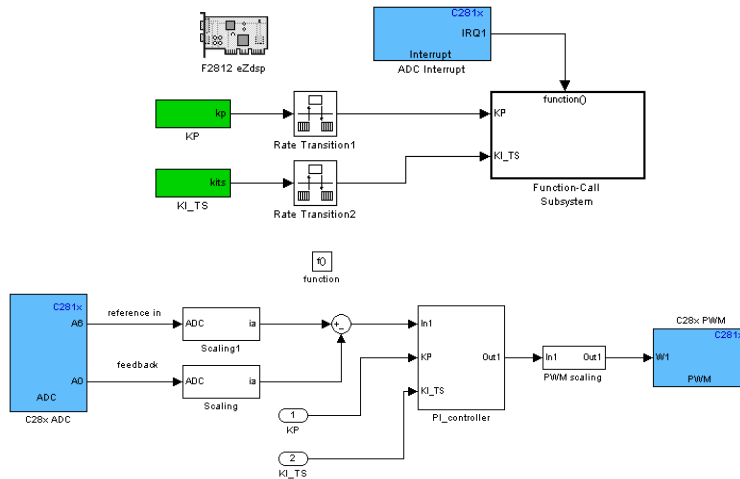 C281x
IRQ1
Interrupt
ADC Interrupt
F2812 eZdsp
function()
kp
KP
Rate Transition1
KP
kits
KI_TS
Rate Transition2
KI_TS
Function-Call
Subsystem
f()
function
C281x
A6
reference in
ADC
ia
Scaling1
+
-
feedback
A0
ADC
ia
Scaling
ADC
C28x ADC
In1
KP
KI_TS
Out1
PI_controller
1
KP
2
KI_TS
In1
Out1
PWM scaling
C28x PWM
C281x
W1
PWM